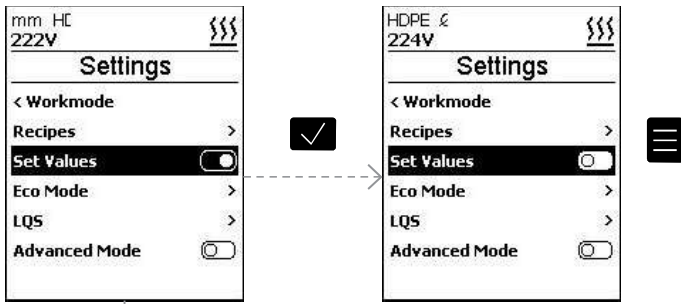 mm HD
222V
Settings
< Workmode
Recipes >
Set Values
Eco Mode >
LQS >
Advanced Mode
HDPE
224V
Settings
< Workmode
Recipes >
Set Values
Eco Mode >
LQS >
Advanced Mode